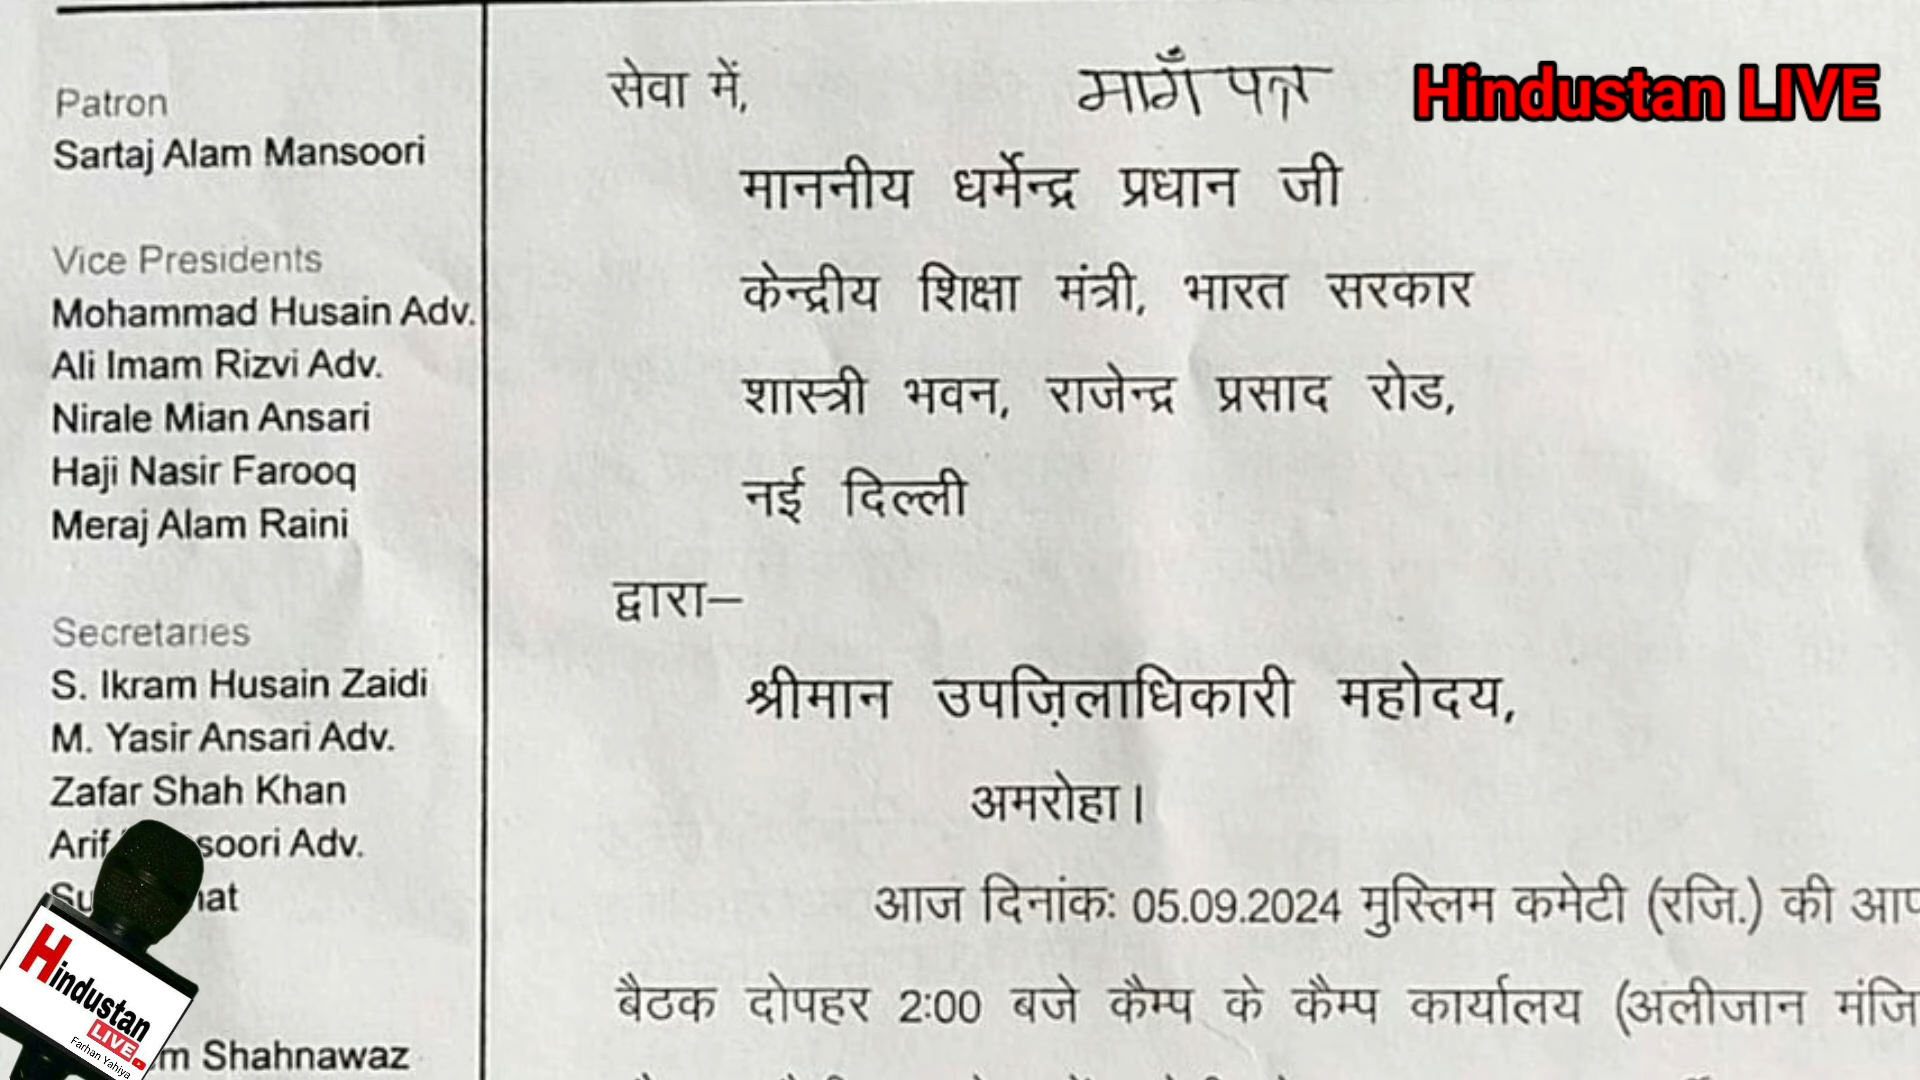 Patron
Sartaj Alam Mansoori
Vice Presidents
Mohammad Husain Adv.
Ali Imam Rizvi Adv.
Nirale Mian Ansari
Haji Nasir Farooq
Meraj Alam Raini
Secretaries
S. Ikram Husain Zaidi
M. Yasir Ansari Adv.
Zafar Shah Khan
Adv.
Shahnawaz
सेवा में,
मागँ पत्र
Hindustan LIVE
माननीय धर्मेन्द्र प्रधान जी
केन्द्रीय शिक्षा मंत्री, भारत सरकार
शास्त्री भवन, राजेन्द्र प्रसाद रोड,
नई दिल्ली
द्वारा–
श्रीमान उपज़िलाधिकारी महोदय,
अमरोहा।
आज दिनांक: 05.09.2024 मुस्लिम कमेटी (रजि.) की
बैठक दोपहर 2:00 बजे कैम्प के कैम्प कार्यालय (अलीजान
Hindustan
LIVE
Farhan Yahiya